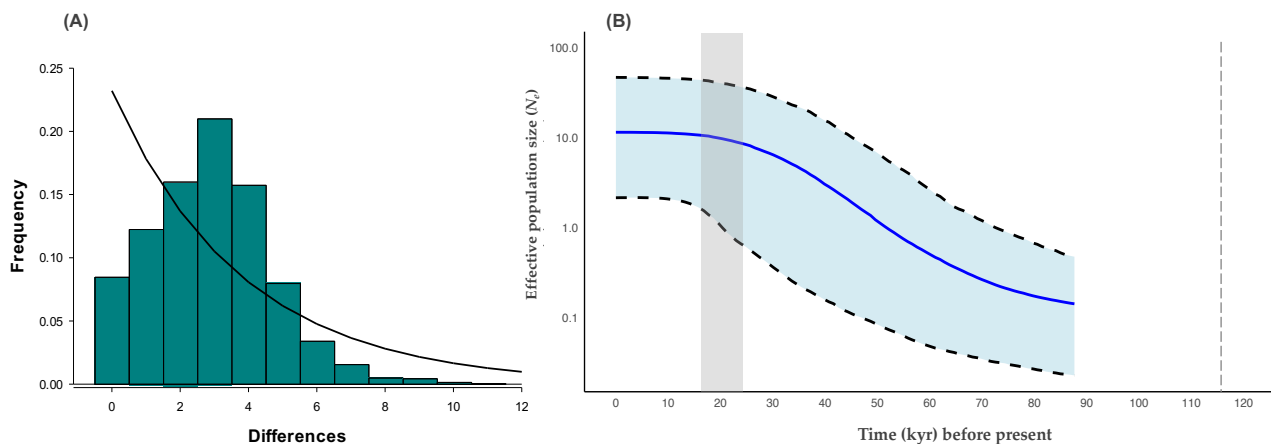 (A)
0.25
0.20
0.15
0.10
0.05
0.00
Frequency
0 2 4 6 8 10 12
Differences
(B)
100.0
10.0
1.0
0.1
Effective population size (Nₑ)
0 10 20 30 40 50 60 70 80 90 100 110 120
Time (kyr) before present